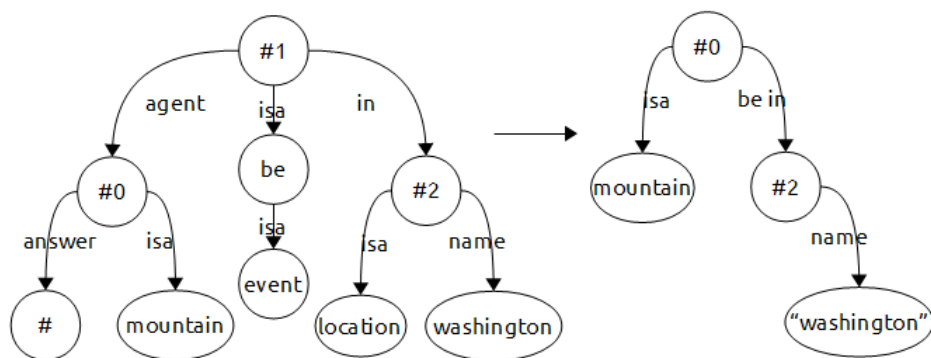 #1
#0
agent
isa
in
isa
be in
be
#0
#2
mountain
#2
answer
isa
isa
isa
name
name
event
#
mountain
location
washington
“washington”